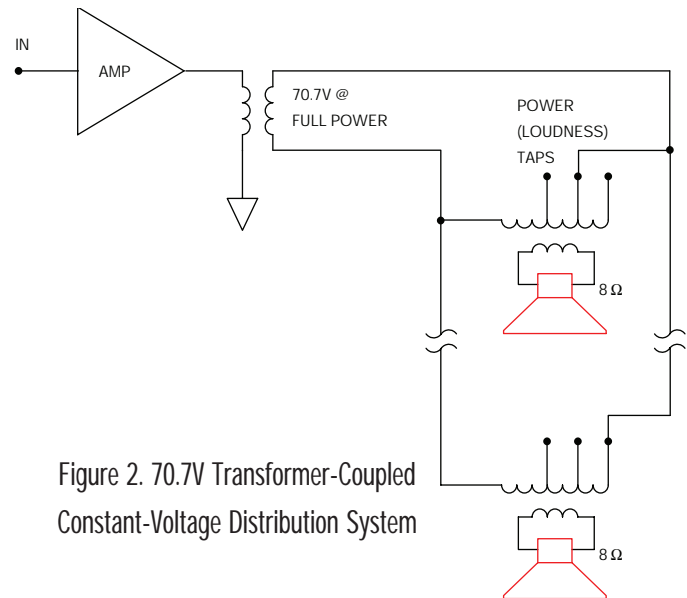 IN
AMP
70.7V @
FULL POWER
POWER
(LOUDNESS)
TAPS
8 Ω
8 Ω
Figure 2. 70.7V Transformer-Coupled
Constant-Voltage Distribution System